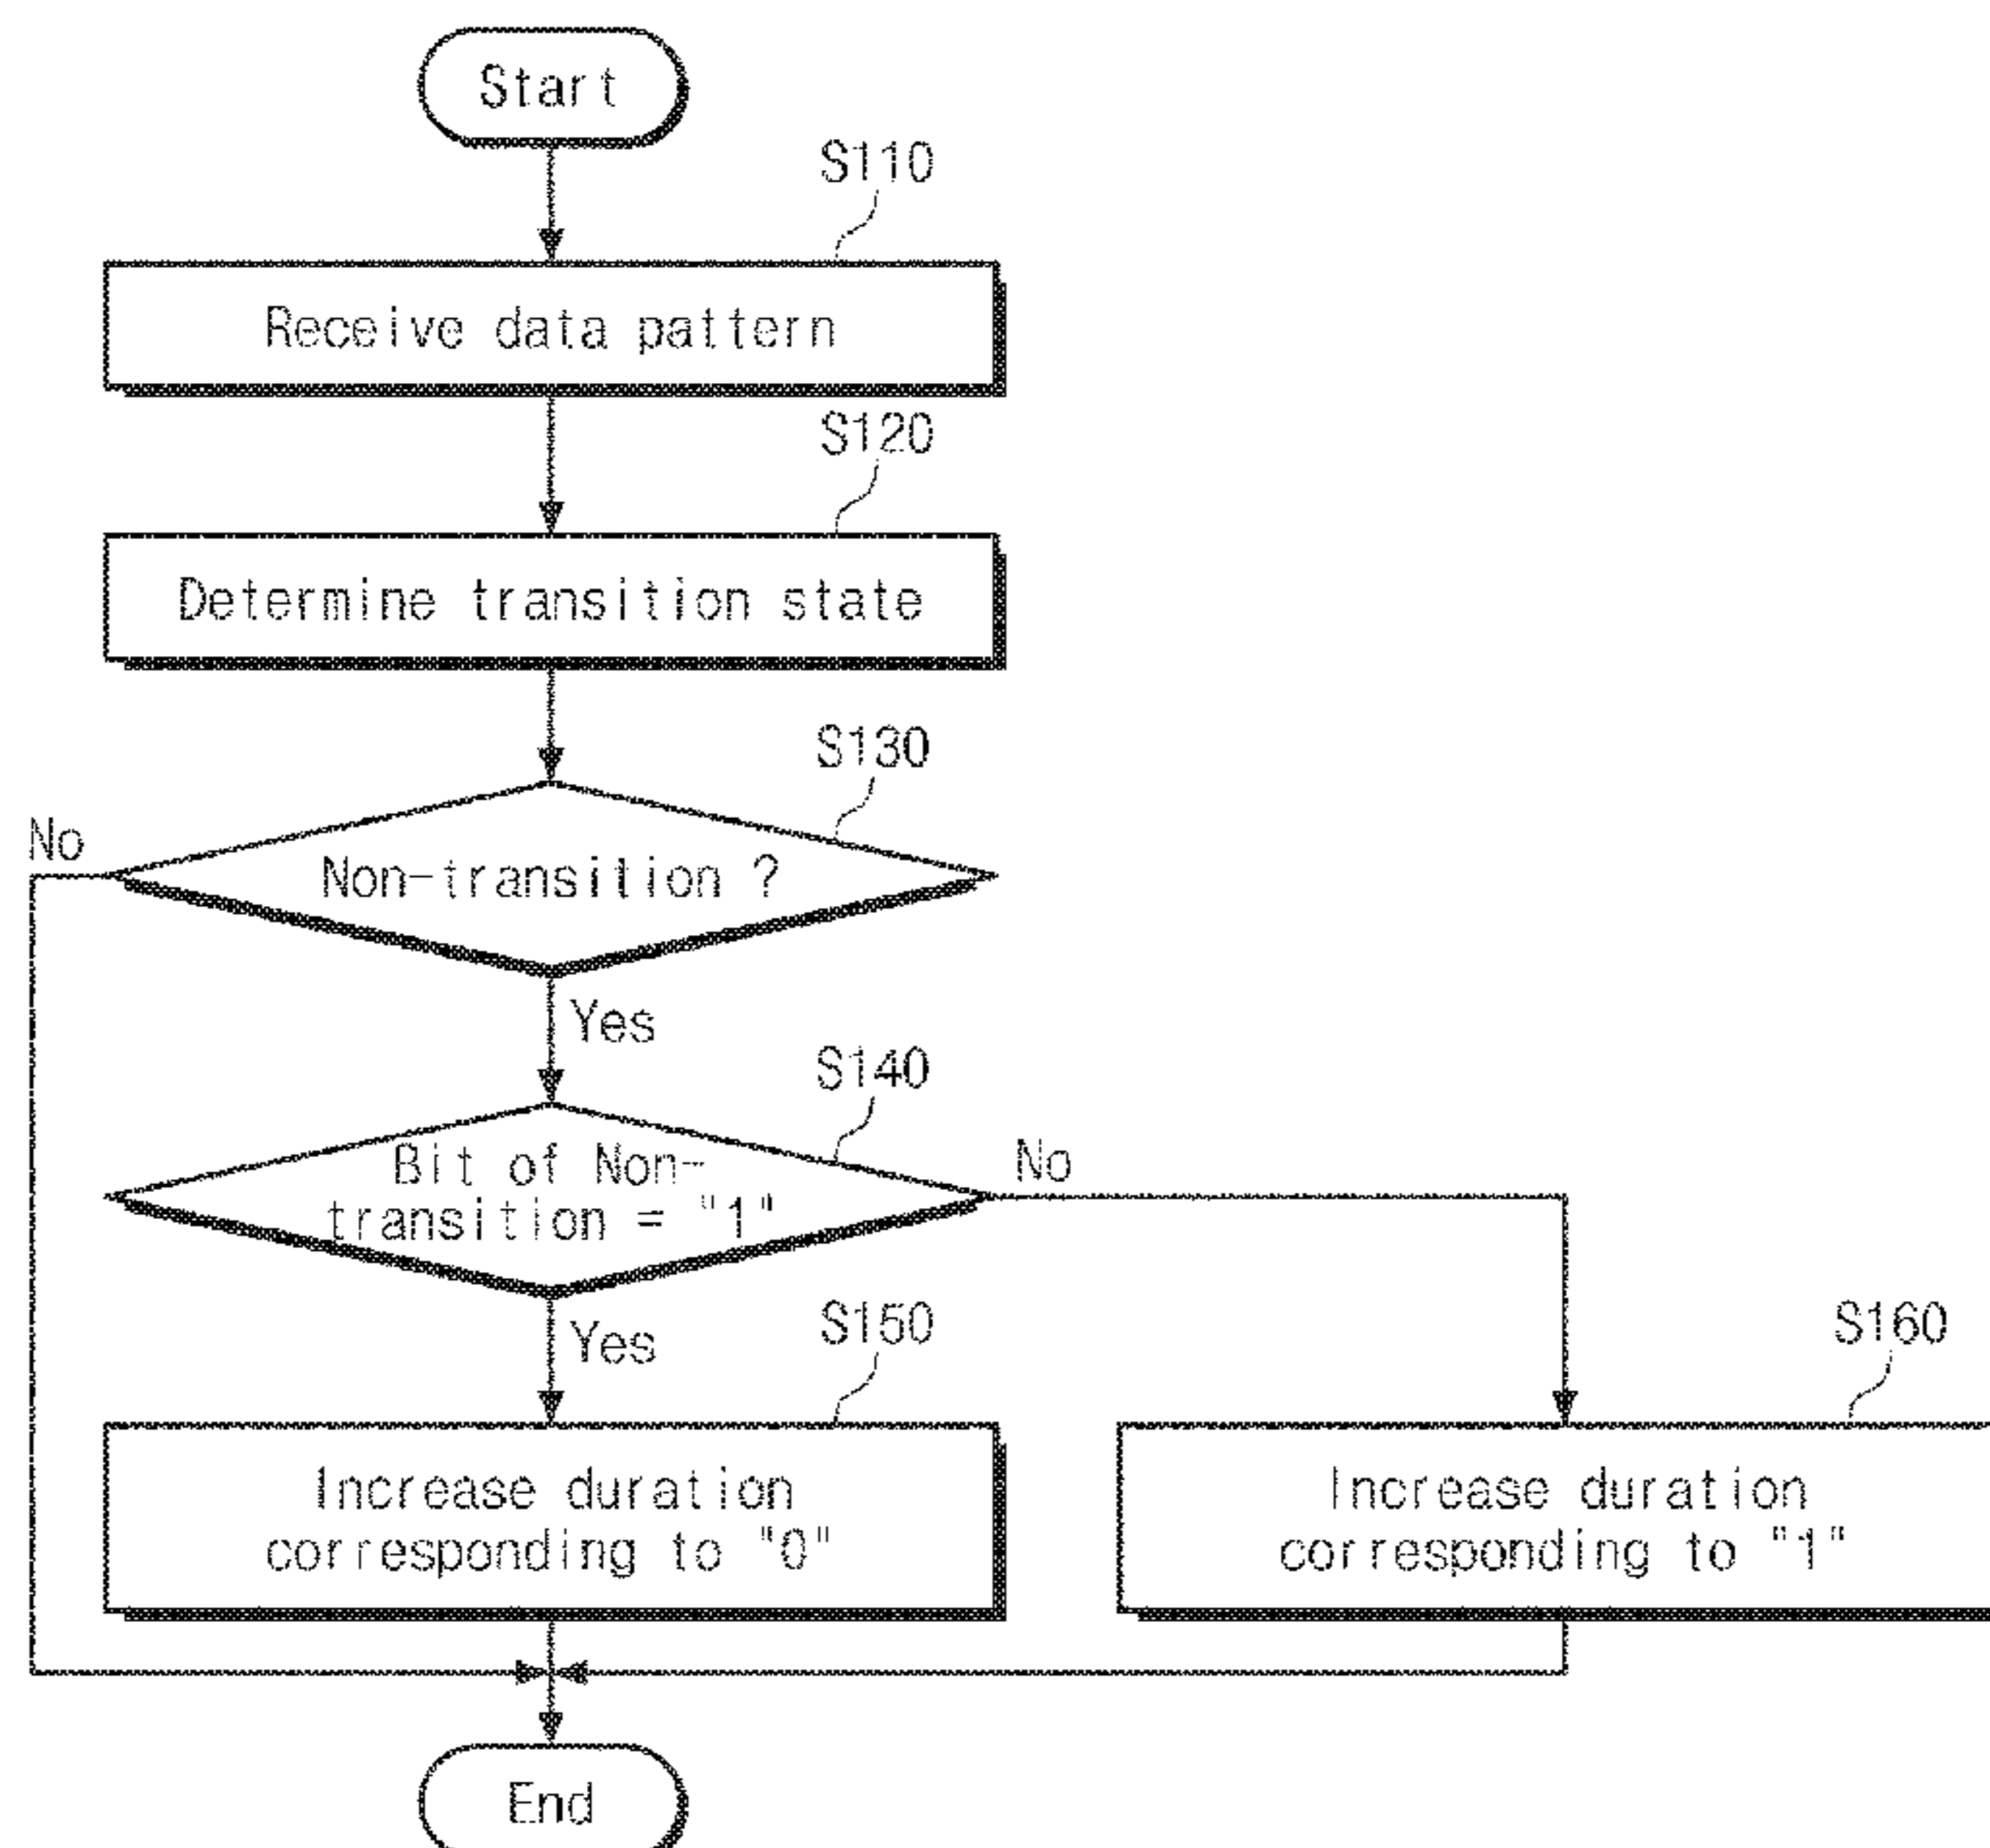 Start
S110
Receive data pattern
S120
Determine transition state
S130
No
Non-transition ?
Yes
S140
Bit of Non-
transition = "1"
No
Yes
S150
S160
Increase duration
corresponding to "0"
Increase duration
corresponding to "1"
End